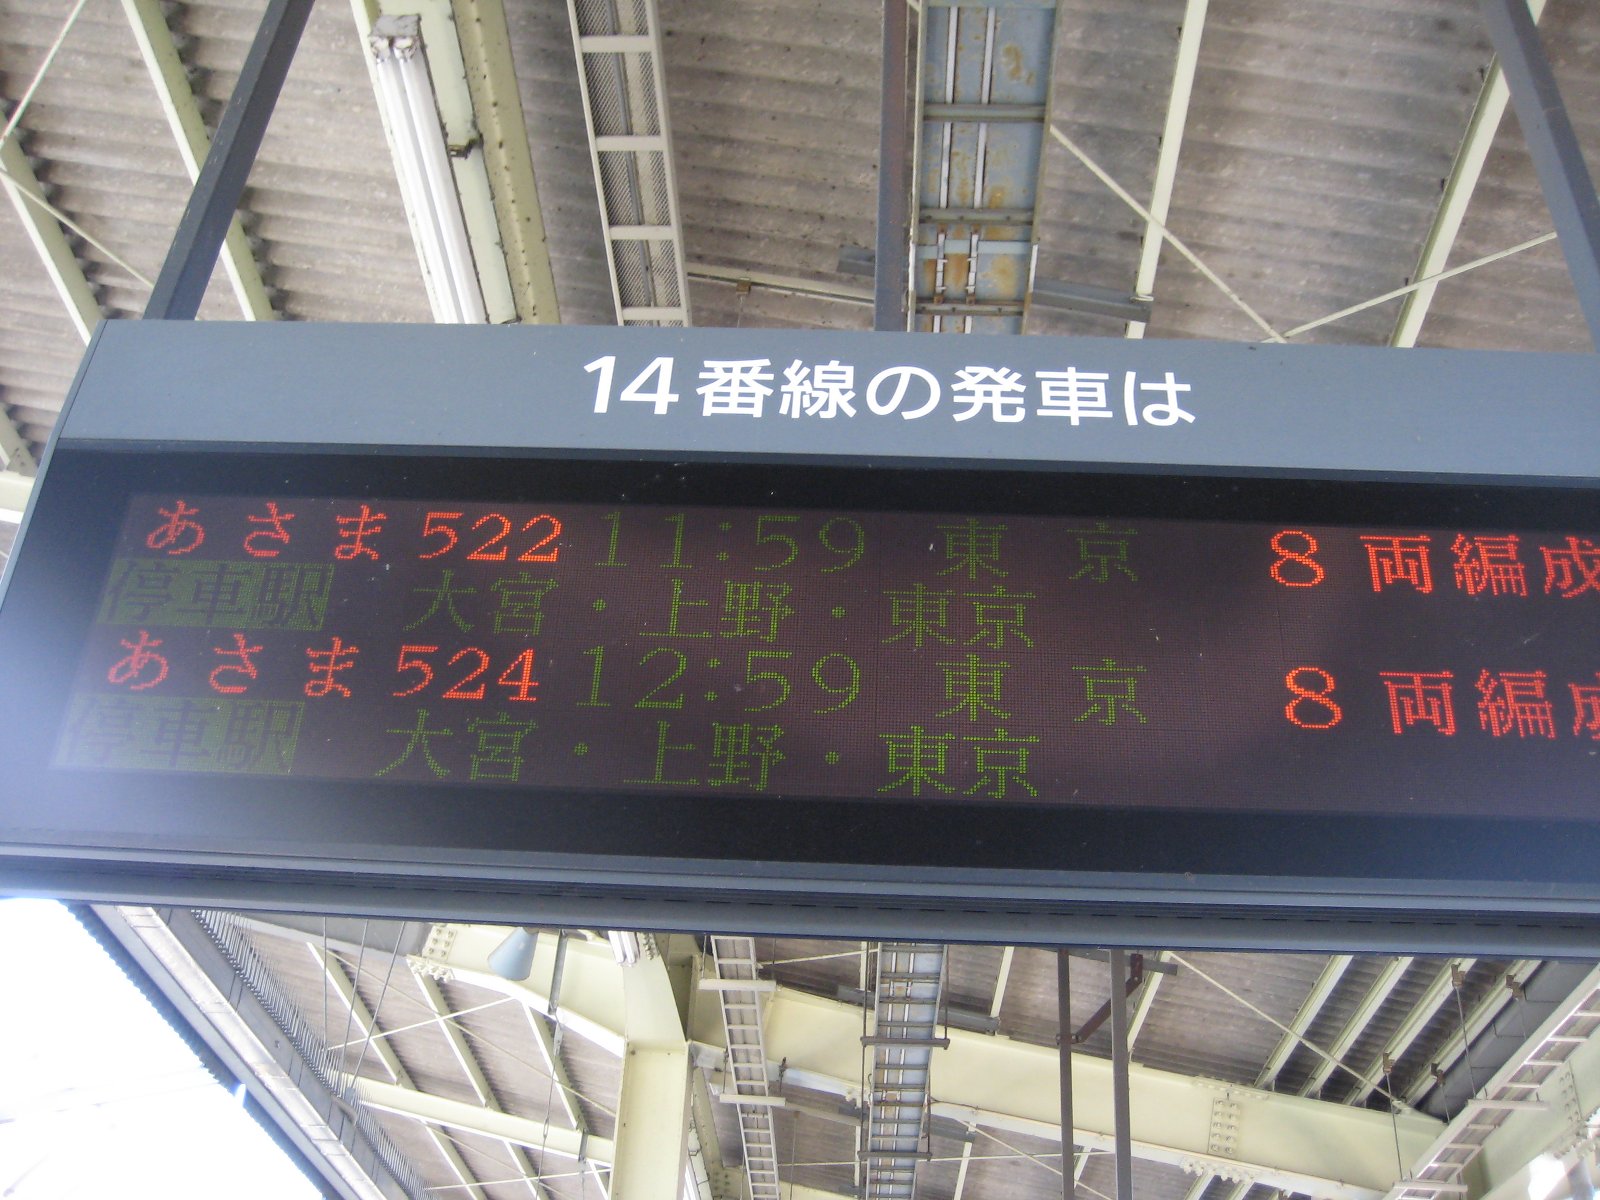 14番線の発車は
あさま522 11:59 東京 8両編成
停車駅 大宮・上野・東京
あさま524 12:59 東京 8両編成
停車駅 大宮・上野・東京